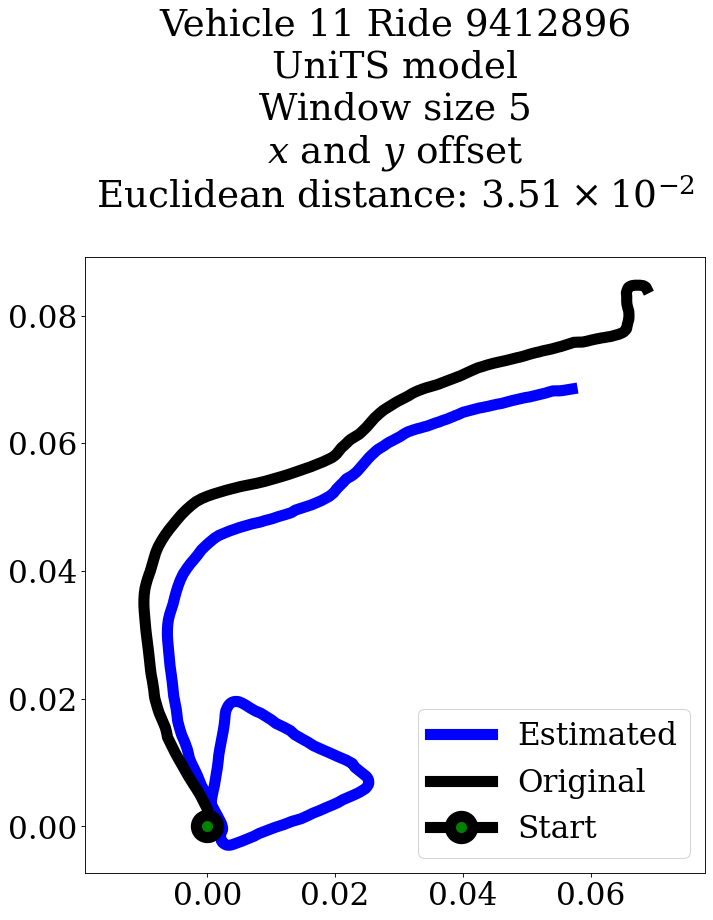 Vehicle 11 Ride 9412896
UniTS model
Window size 5
x and y offset
Euclidean distance: 3.51 × 10⁻²
0.08
0.06
0.04
0.02
0.00
Estimated
Original
Start
0.00 0.02 0.04 0.06